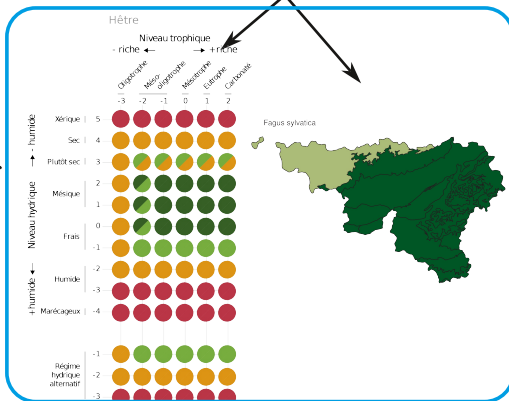 Hêtre
Niveau trophique
- riche
+riche
Oligotrophe
Méso-
oligotrophe
Mésotrophe
Eutrophe
Carbonaté
-3 -2 -1 0 1 2
Fagus sylvatica
Niveau hydrique
- humide
+humide
Xérique 5
Sec 4
Plutôt sec 3
Mésique 2
1
Frais 0
-1
Humide -2
-3
Marécageux -4
Régime
hydrique
alternatif
-1
-2
-3